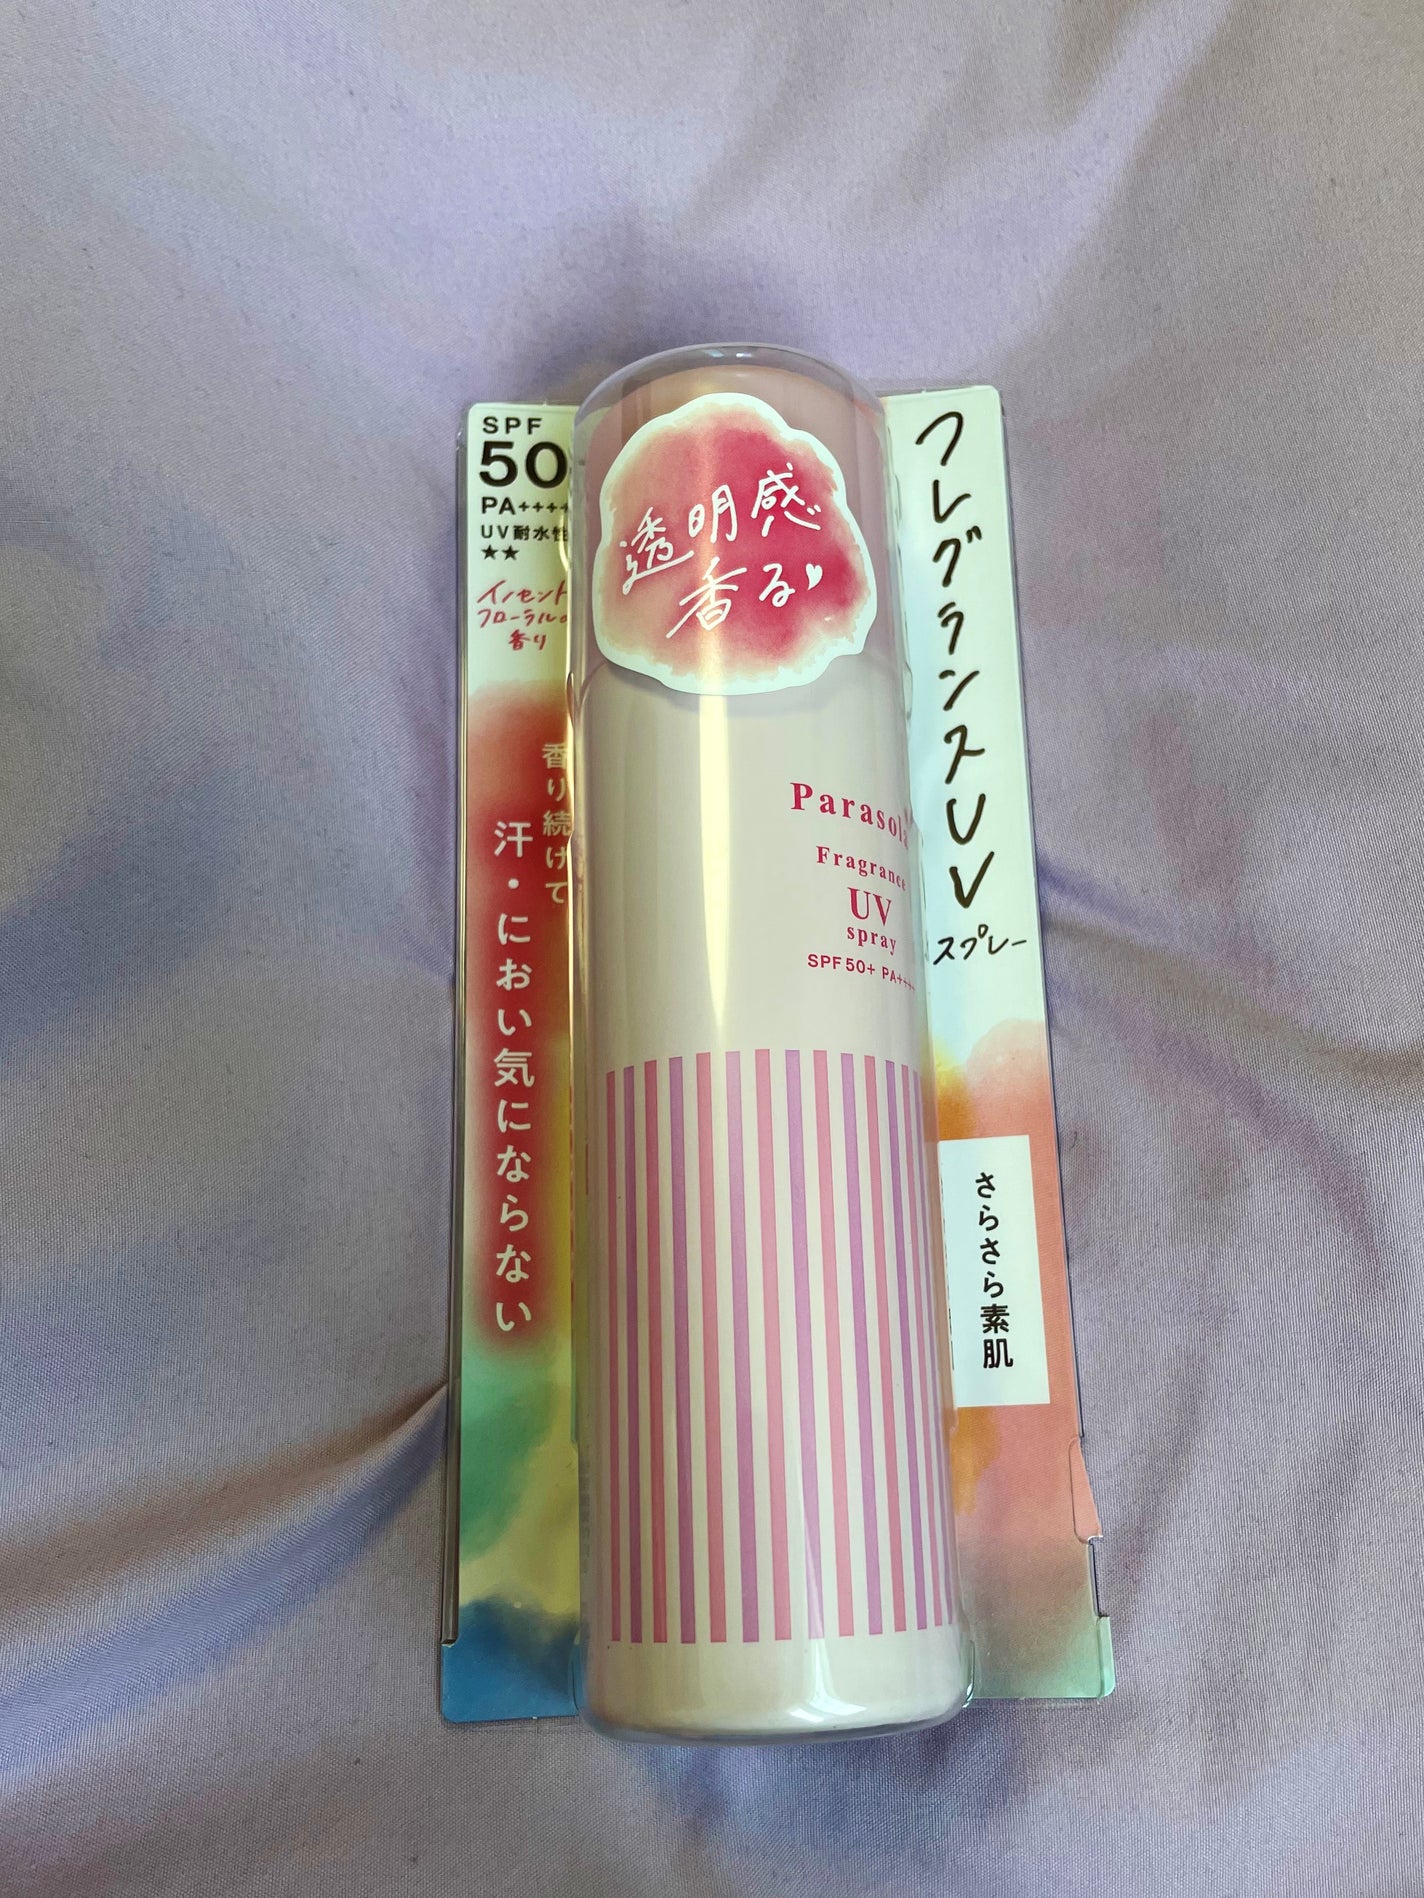 SPF
50
PA++++
UV耐水性
★★
イノセント
フローラルの
香り
香り続けて
汗・におい気にならない
透明感
香る♥
Parasola
Fragrance
UV
spray
SPF50+ PA++++
フレグランスUV
スプレー
さらさら素肌